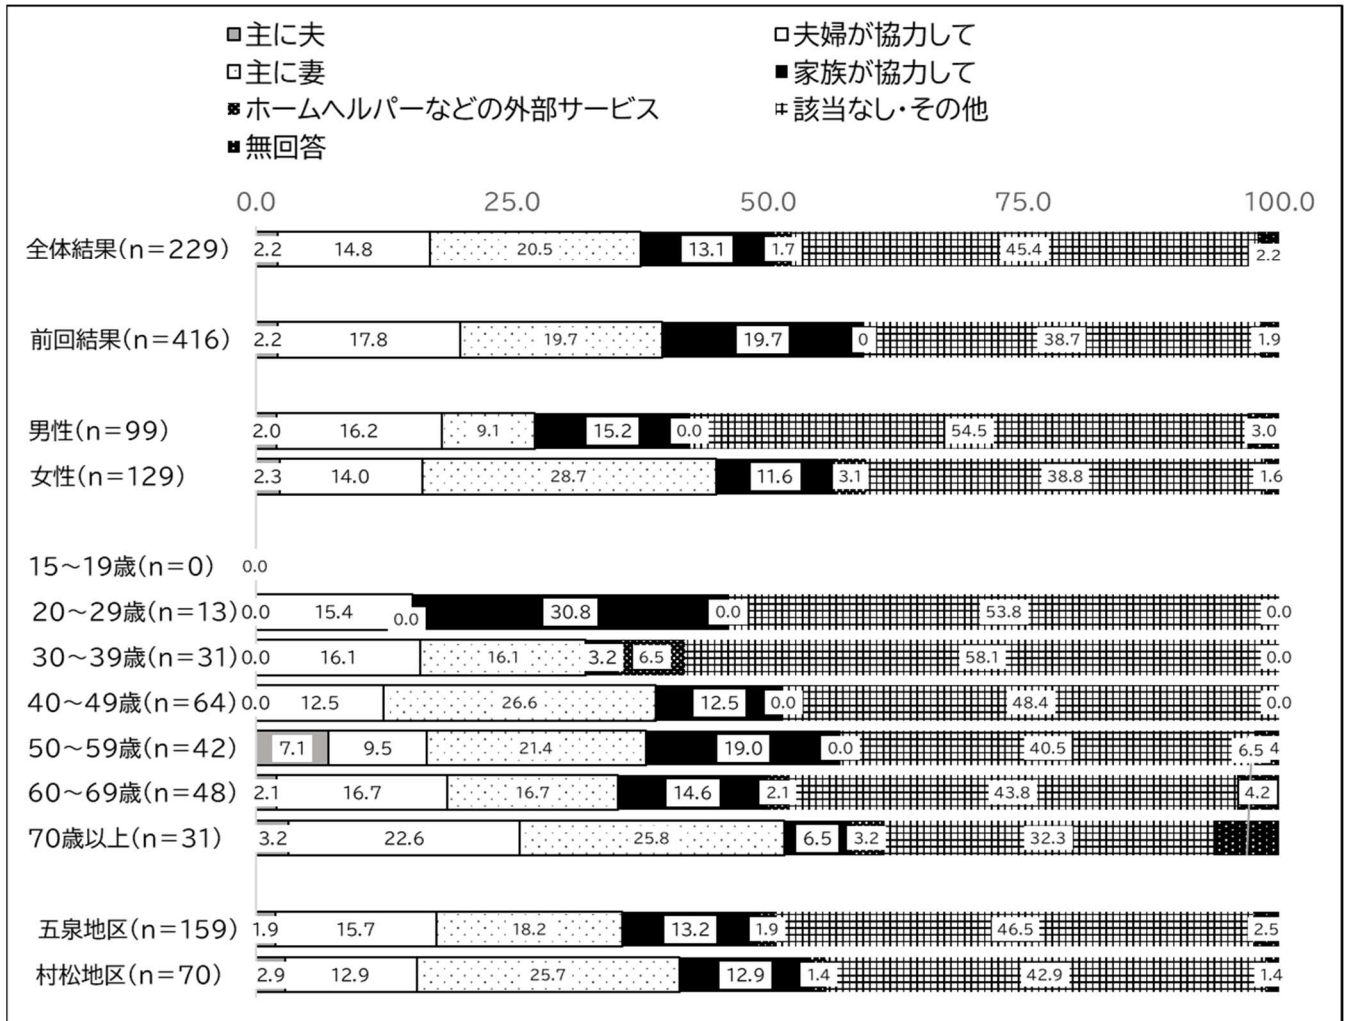 主に夫 夫婦が協力して
主に妻 家族が協力して
ホームヘルパーなどの外部サービス 該当なし・その他
無回答
0.0 25.0 50.0 75.0 100.0
全体結果(n=229) 2.2 14.8 20.5 13.1 1.7 45.4 2.2
前回結果(n=416) 2.2 17.8 19.7 19.7 0 38.7 1.9
男性(n=99) 2.0 16.2 9.1 15.2 0.0 54.5 3.0
女性(n=129) 2.3 14.0 28.7 11.6 3.1 38.8 1.6
15～19歳(n=0) 0.0
20～29歳(n=13) 0.0 15.4 0.0 30.8 0.0 53.8 0.0
30～39歳(n=31) 0.0 16.1 16.1 3.2 6.5 58.1 0.0
40～49歳(n=64) 0.0 12.5 26.6 12.5 0.0 48.4 0.0
50～59歳(n=42) 7.1 9.5 21.4 19.0 0.0 40.5 6.5 4
60～69歳(n=48) 2.1 16.7 16.7 14.6 2.1 43.8 4.2
70歳以上(n=31) 3.2 22.6 25.8 6.5 3.2 32.3
五泉地区(n=159) 1.9 15.7 18.2 13.2 1.9 46.5 2.5
村松地区(n=70) 2.9 12.9 25.7 12.9 1.4 42.9 1.4